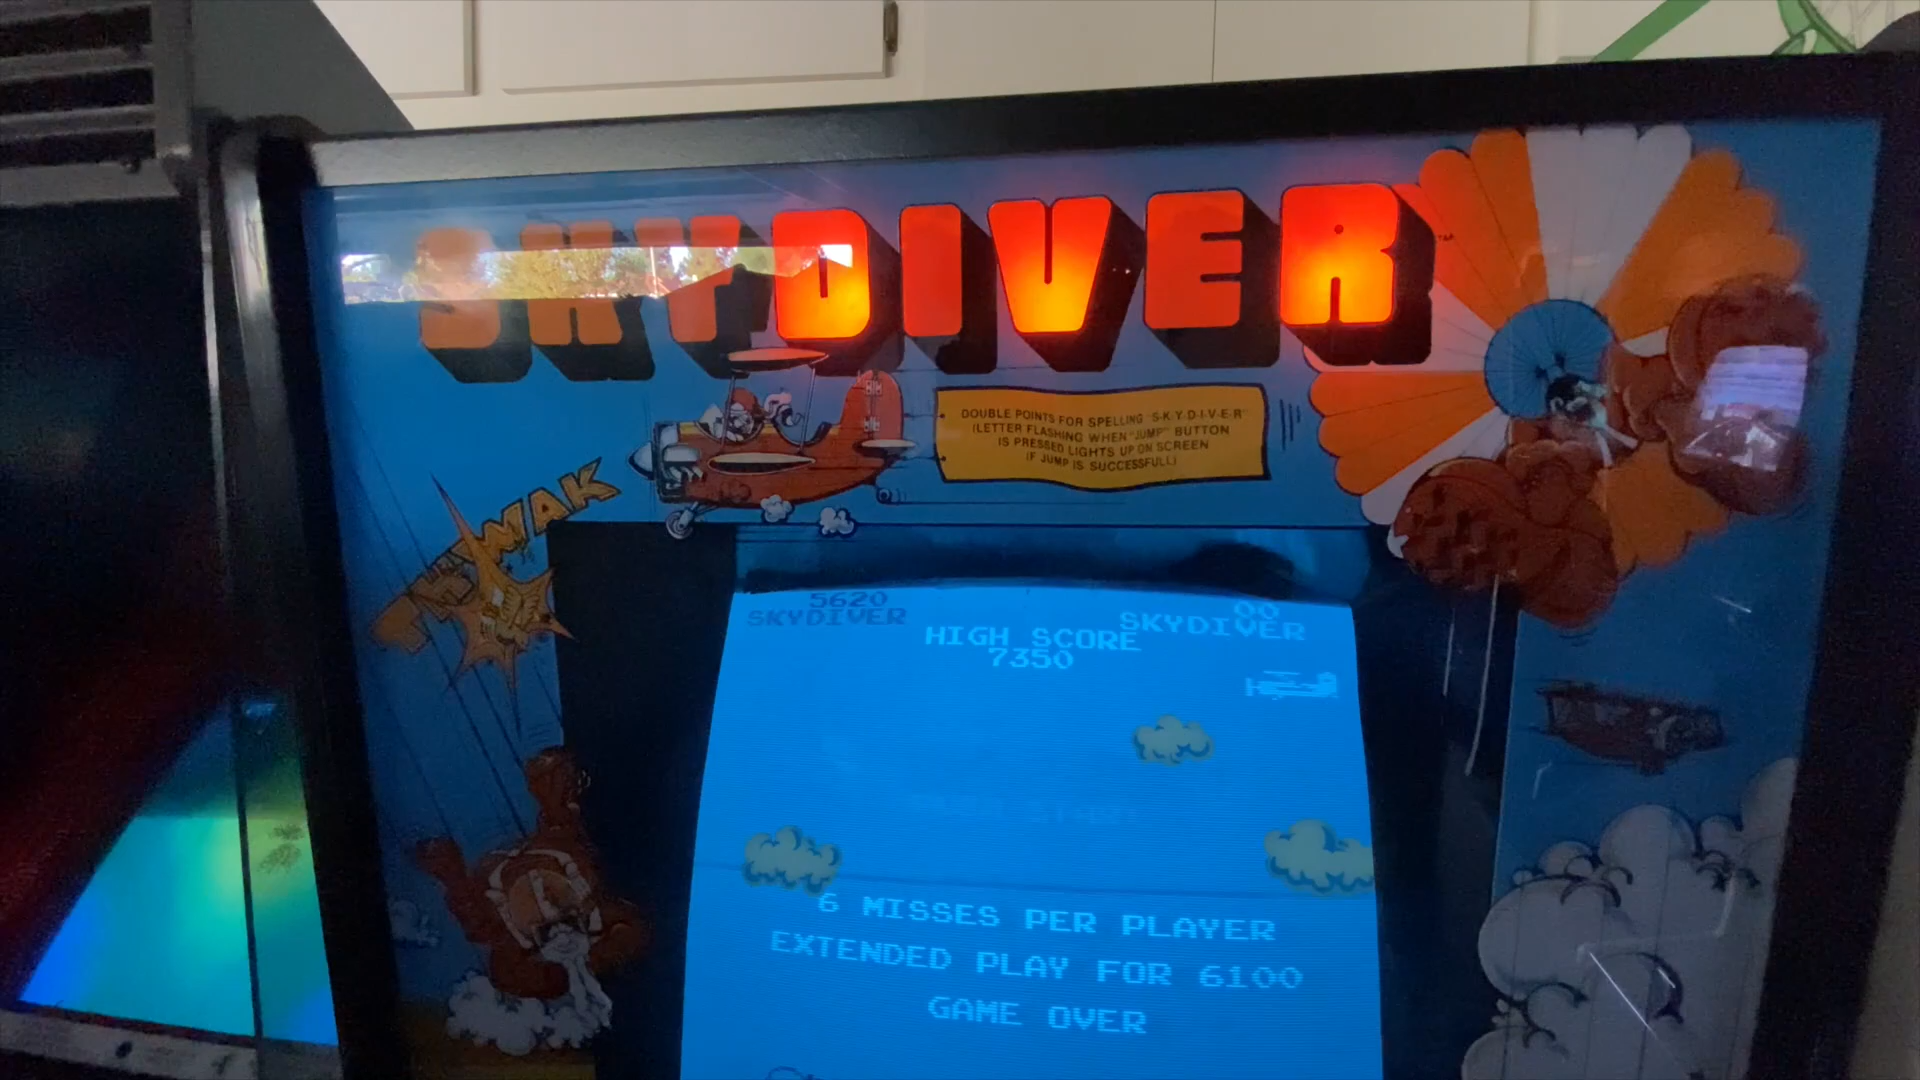 SKYDIVER
TM
DOUBLE POINTS FOR SPELLING "S-K-Y-D-I-V-E-R"
(LETTER FLASHING WHEN "JUMP" BUTTON
IS PRESSED LIGHTS UP ON SCREEN
IF JUMP IS SUCCESSFUL)
5620
SKYDIVER
00
SKYDIVER
HIGH SCORE
7350
6 MISSES PER PLAYER
EXTENDED PLAY FOR 6100
GAME OVER